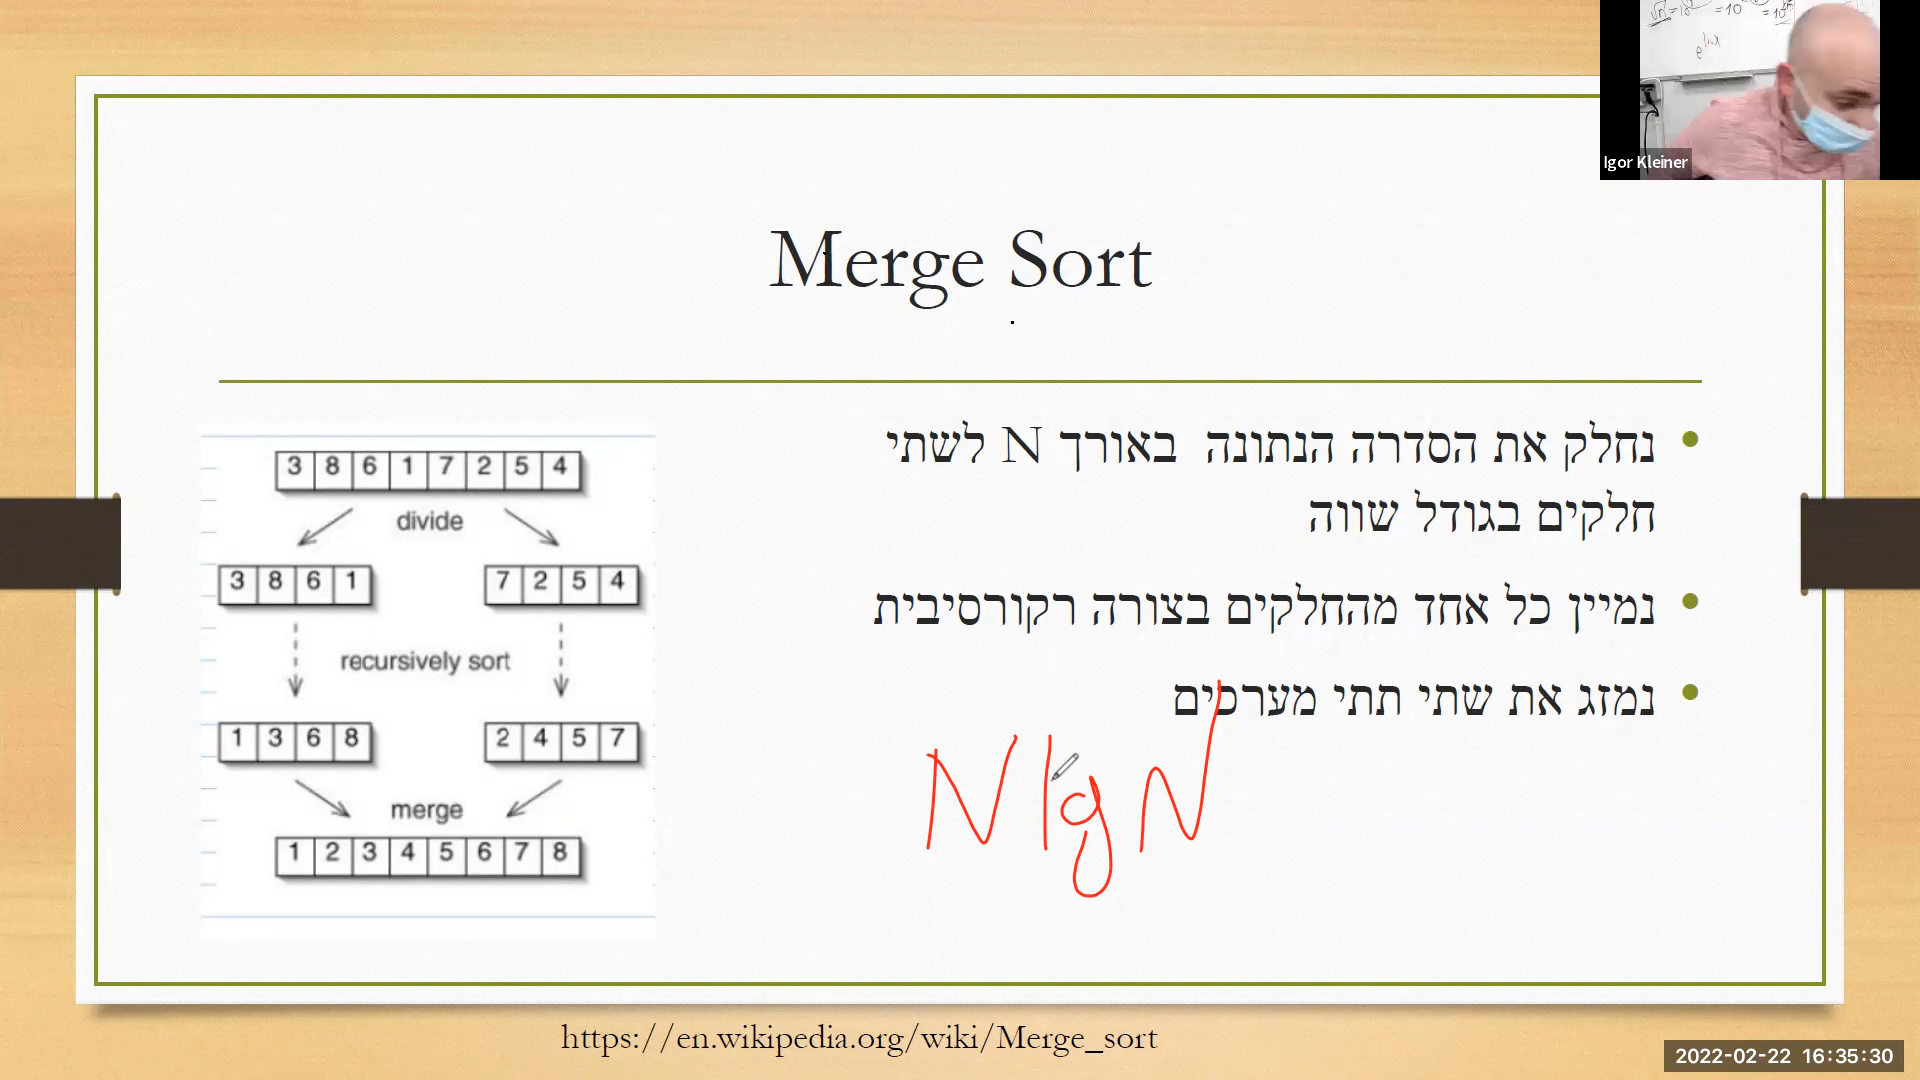 √n
= 10
e^lnx
Igor Kleiner
Merge Sort
נחלק את הסדרה הנתונה באורך N לשתי
חלקים בגודל שווה
נמיין כל אחד מהחלקים בצורה רקורסיבית
נמזג את שתי תתי מערכים
N lg N
3 8 6 1 7 2 5 4
divide
3 8 6 1 7 2 5 4
recursively sort
1 3 6 8 2 4 5 7
merge
1 2 3 4 5 6 7 8
https://en.wikipedia.org/wiki/Merge_sort
2022-02-22 16:35:30